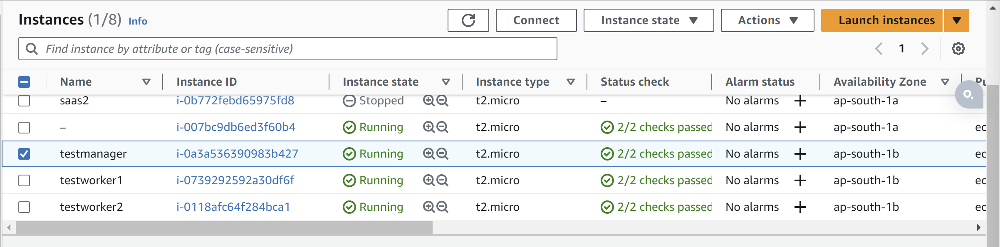 Instances (1/8) Info Connect Instance state Actions Launch instances
Find instance by attribute or tag (case-sensitive) 1
Name Instance ID Instance state Instance type Status check Alarm status Availability Zone
saas2 i-0b772febd65975fd8 Stopped t2.micro – No alarms ap-south-1a
– i-007bc9db6ed3f60b4 Running t2.micro 2/2 checks passed No alarms ap-south-1a ec
testmanager i-0a3a536390983b427 Running t2.micro 2/2 checks passed No alarms ap-south-1b ec
testworker1 i-0739292592a30df6f Running t2.micro 2/2 checks passed No alarms ap-south-1b ec
testworker2 i-0118afc64f284bca1 Running t2.micro 2/2 checks passed No alarms ap-south-1b ec